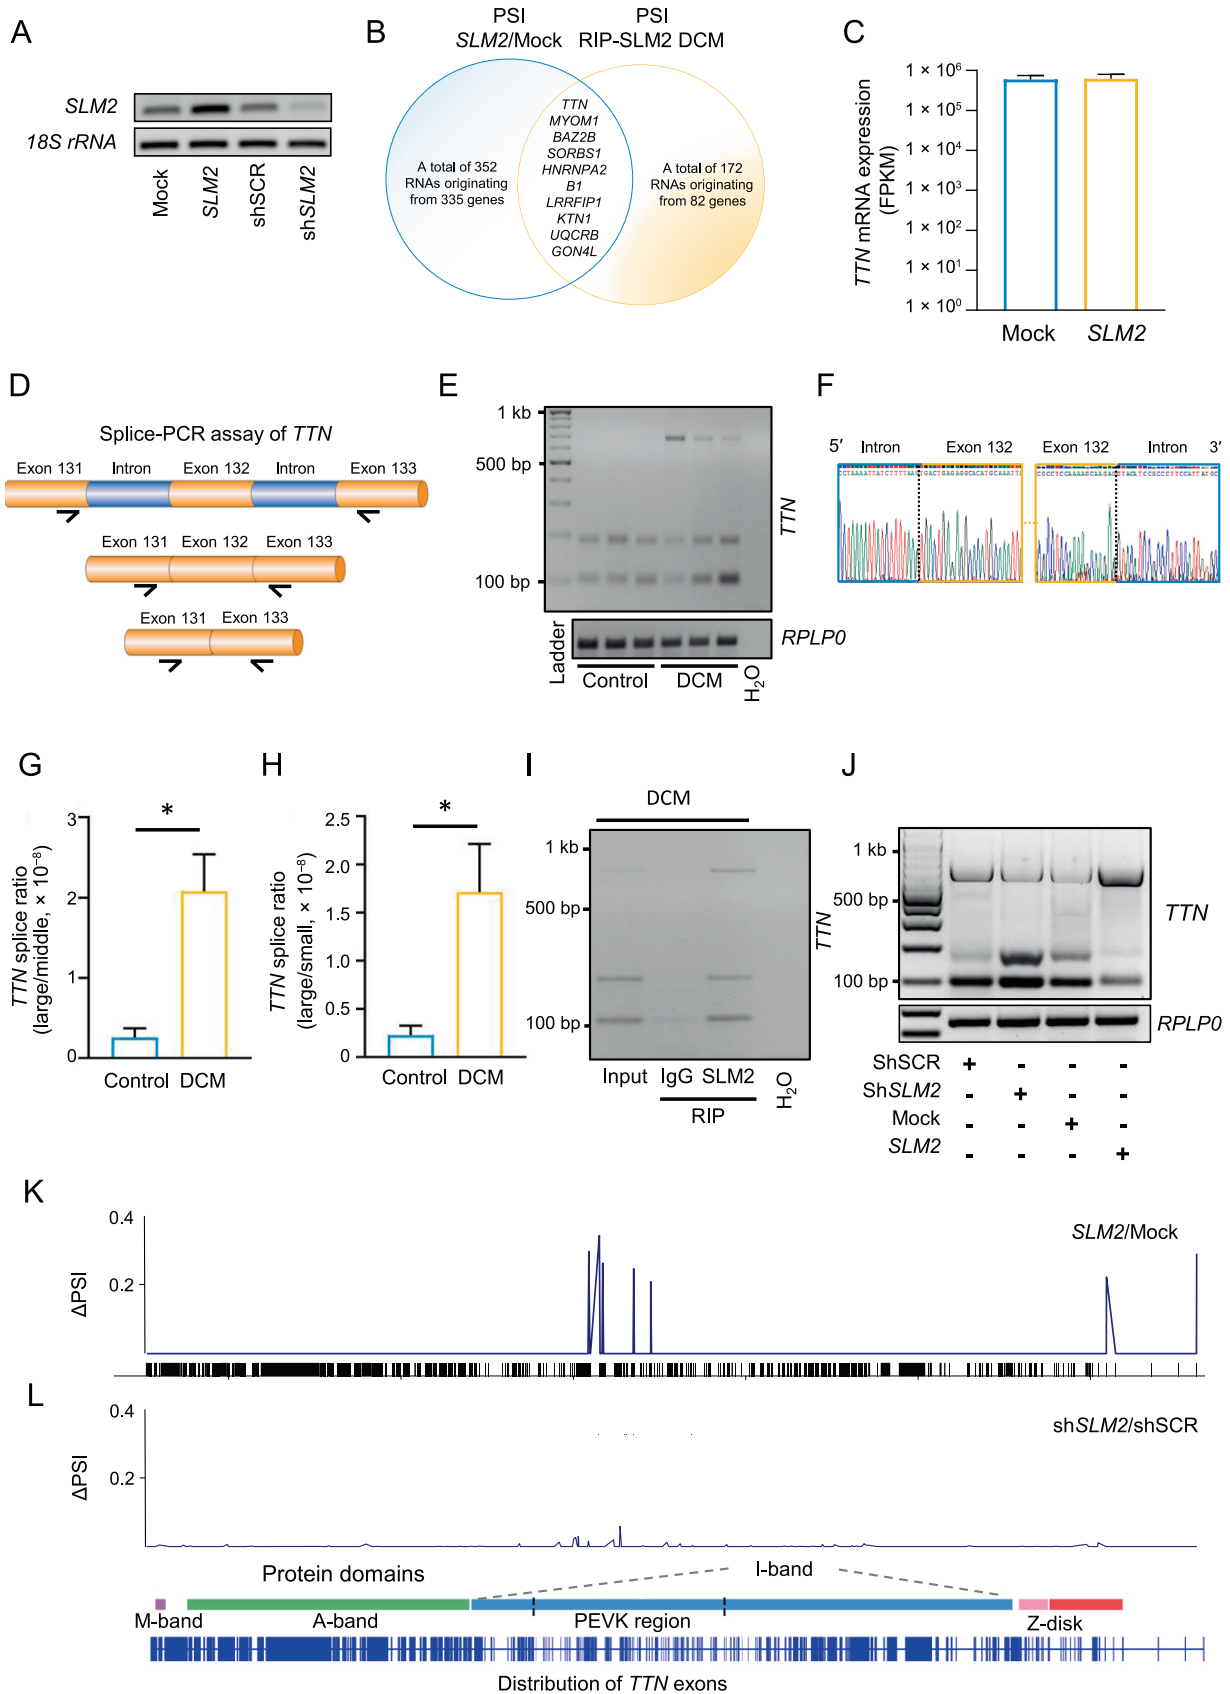 A
SLM2
18S rRNA
Mock
SLM2
shSCR
shSLM2
B
PSI
SLM2/Mock
PSI
RIP-SLM2 DCM
A total of 352
RNAs originating
from 335 genes
TTN
MYOM1
BAZ2B
SORBS1
HNRNPA2
B1
LRRFIP1
KTN1
UQCRB
GON4L
A total of 172
RNAs originating
from 82 genes
C
TTN mRNA expression
(FPKM)
1 × 10⁶
1 × 10⁵
1 × 10⁴
1 × 10³
1 × 10²
1 × 10¹
1 × 10⁰
Mock
SLM2
D
Splice-PCR assay of TTN
Exon 131 Intron Exon 132 Intron Exon 133
Exon 131 Exon 132 Exon 133
Exon 131 Exon 133
E
1 kb
500 bp
100 bp
TTN
RPLP0
Ladder
Control
DCM
H₂O
F
5′ Intron Exon 132 Exon 132 Intron 3′
G
TTN splice ratio
(large/middle, × 10⁻⁸)
3
2
1
0
*
Control DCM
H
TTN splice ratio
(large/small, × 10⁻⁸)
2.5
2.0
1.5
1.0
0.5
0
*
Control DCM
I
DCM
1 kb
500 bp
100 bp
TTN
Input IgG SLM2
RIP
H₂O
J
1 kb
500 bp
100 bp
TTN
RPLP0
ShSCR + - - -
ShSLM2 - + - -
Mock - - + -
SLM2 - - - +
K
0.4
0.2
ΔPSI
SLM2/Mock
L
0.4
0.2
ΔPSI
shSLM2/shSCR
Protein domains
I-band
M-band
A-band
PEVK region
Z-disk
Distribution of TTN exons